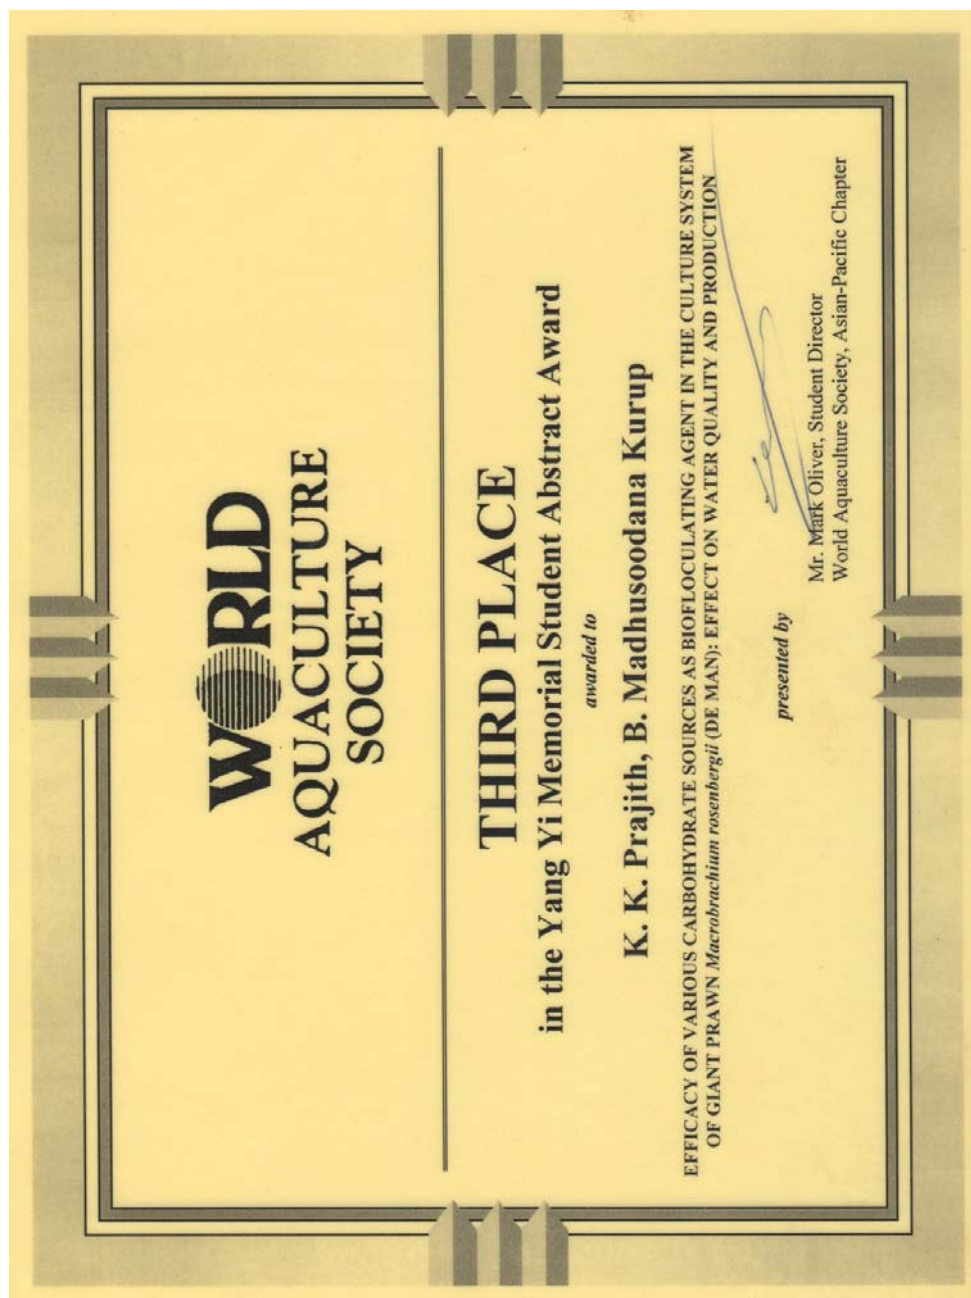 WORLD
AQUACULTURE
SOCIETY
THIRD PLACE
in the Yang Yi Memorial Student Abstract Award
awarded to
K. K. Prajith, B. Madhusoodana Kurup
EFFICACY OF VARIOUS CARBOHYDRATE SOURCES AS BIOFLOCULATING AGENT IN THE CULTURE SYSTEM
OF GIANT PRAWN Macrobrachium rosenbergii (DE MAN): EFFECT ON WATER QUALITY AND PRODUCTION
presented by
Mr. Mark Oliver, Student Director
World Aquaculture Society, Asian-Pacific Chapter